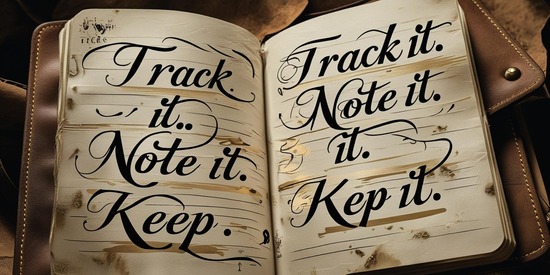 Track.
it..
Note it.
Keep.
Track it.
Note it.
it.
Kep it.